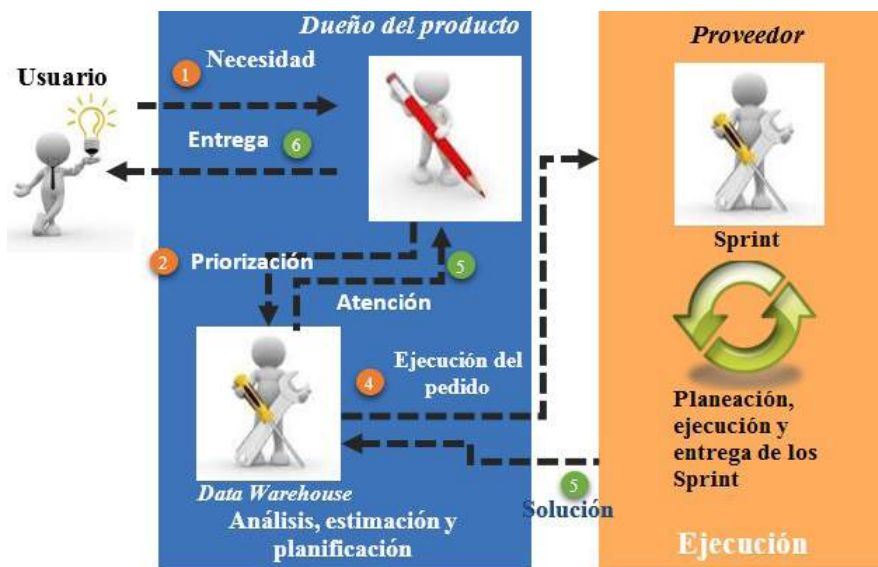 Dueño del producto
Proveedor
Usuario
1 Necesidad
Entrega 6
2 Priorización
5
Atención
Sprint
4 Ejecución del
pedido
Planeación,
ejecución y
entrega de los
Sprint
Data Warehouse
Análisis, estimación y
planificación
5
Solución
Ejecución